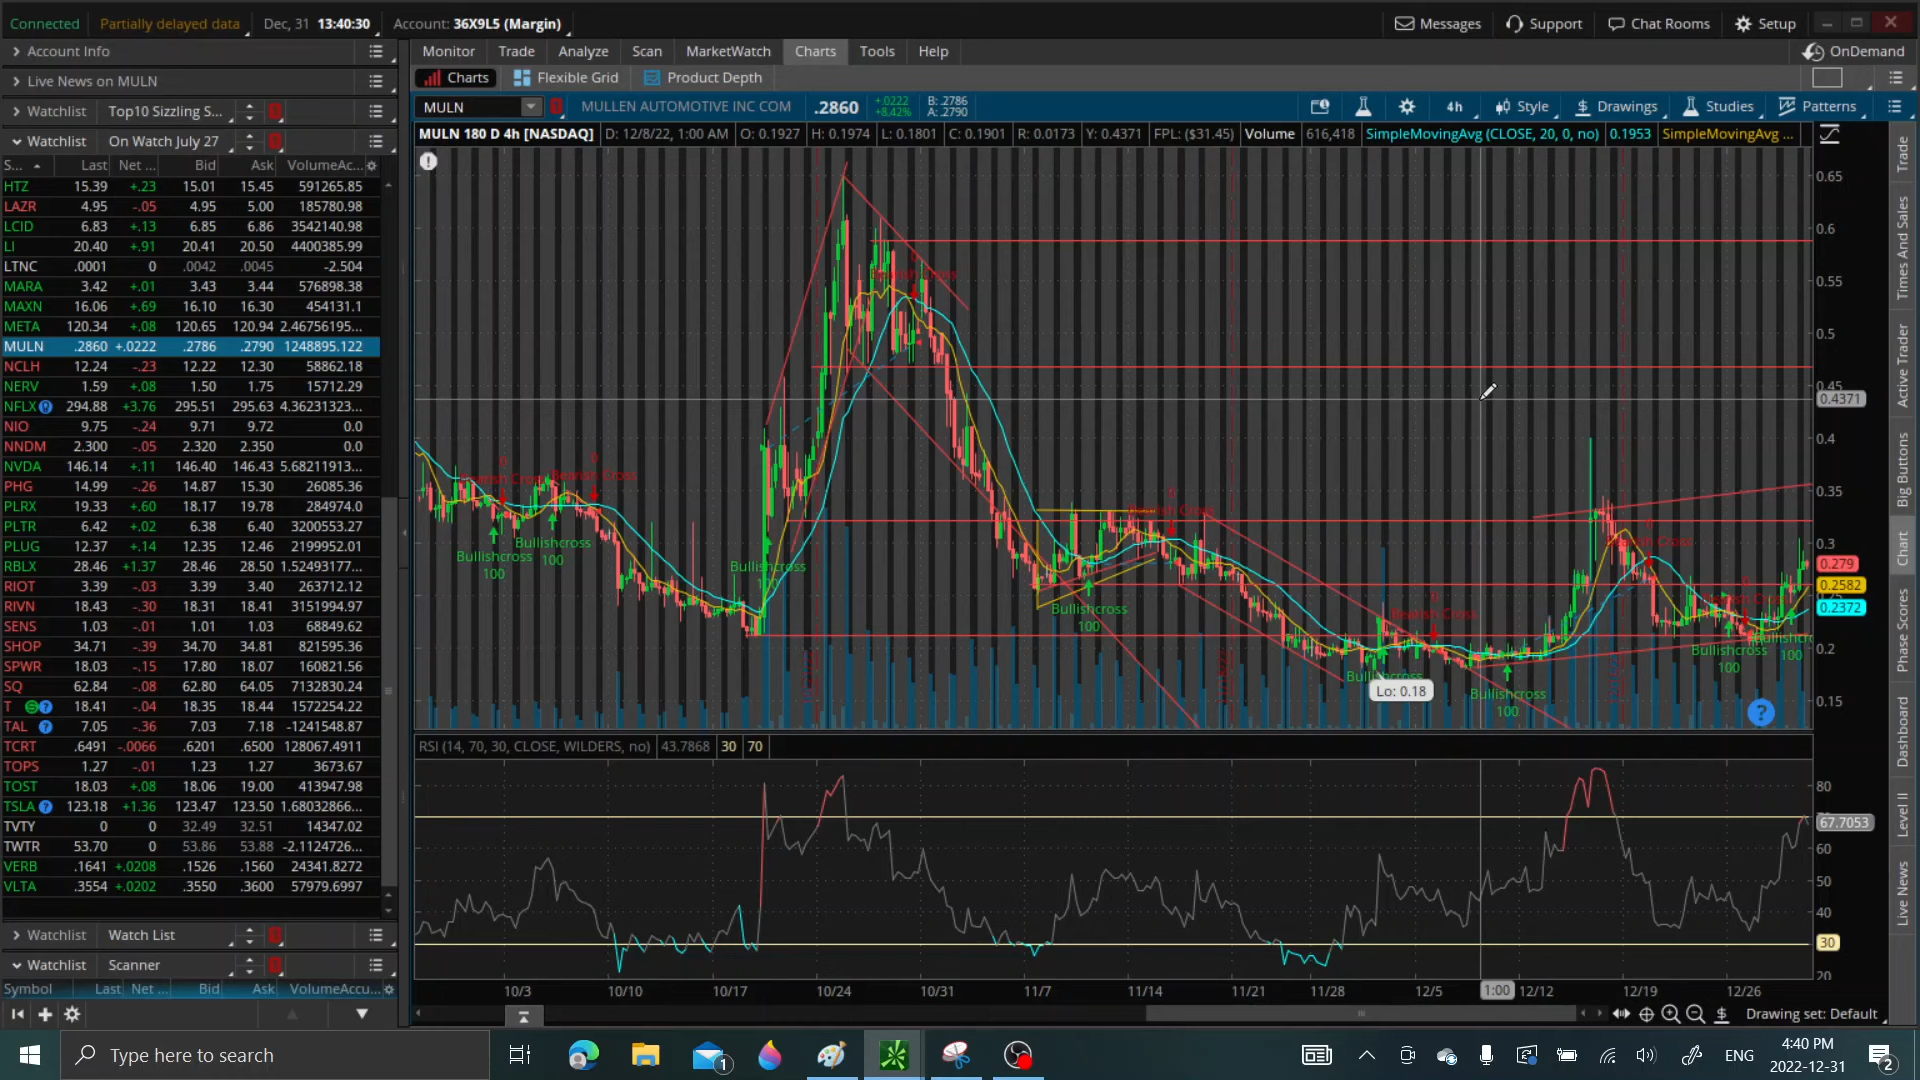 Connected Partially delayed data Dec, 31 13:40:30 Account: 36X9L5 (Margin) Messages Support Chat Rooms Setup
Account Info Monitor Trade Analyze Scan MarketWatch Charts Tools Help OnDemand
Live News on MULN Charts Flexible Grid Product Depth
Watchlist Top10 Sizzling S... MULN MULLEN AUTOMOTIVE INC COM .2860 +.0222 +8.42% B: .2786 A: .2790 4h Style Drawings Studies Patterns
Watchlist On Watch July 27 MULN 180 D 4h [NASDAQ] D: 12/8/22, 1:00 AM O: 0.1927 H: 0.1974 L: 0.1801 C: 0.1901 R: 0.0173 Y: 0.4371 FPL: ($31.45) Volume 616,418 SimpleMovingAvg (CLOSE, 20, 0, no) 0.1953 SimpleMovingAvg ...
S... Last Net ... Bid Ask VolumeAc...
HTZ 15.39 +.23 15.01 15.45 591265.85
LAZR 4.95 -.05 4.95 5.00 185780.98
LCID 6.83 +.13 6.85 6.86 3542140.98
LI 20.40 +.91 20.41 20.50 4400385.99
LTNC .0001 0 .0042 .0045 -2.504
MARA 3.42 +.01 3.43 3.44 576898.38
MAXN 16.06 +.69 16.10 16.30 454131.1
META 120.34 +.08 120.65 120.94 2.46756195...
MULN .2860 +.0222 .2786 .2790 1248895.122
NCLH 12.24 -.23 12.22 12.30 58862.18
NERV 1.59 +.08 1.50 1.75 15712.29
NFLX 294.88 +3.76 295.51 295.63 4.36231323...
NIO 9.75 -.24 9.71 9.72 0.0
NNDM 2.300 -.05 2.320 2.350 0.0
NVDA 146.14 +.11 146.40 146.43 5.68211913...
PHG 14.99 -.26 14.87 15.30 26085.36
PLRX 19.33 +.60 18.17 19.78 284974.0
PLTR 6.42 +.02 6.38 6.40 3200553.27
PLUG 12.37 +.14 12.35 12.46 2199952.01
RBLX 28.46 +1.37 28.46 28.50 1.52493177...
RIOT 3.39 -.03 3.39 3.40 263712.12
RIVN 18.43 -.30 18.31 18.41 3151994.97
SENS 1.03 -.01 1.01 1.03 68849.62
SHOP 34.71 -.39 34.70 34.81 821595.36
SPWR 18.03 -.15 17.80 18.07 160821.56
SQ 62.84 -.08 62.80 64.05 7132830.24
T 18.41 -.04 18.35 18.44 1572254.22
TAL 7.05 -.36 7.03 7.18 -1241548.87
TCRT .6491 -.0066 .6201 .6500 128067.4911
TOPS 1.27 -.01 1.23 1.27 3673.67
TOST 18.03 +.08 18.06 19.00 413947.98
TSLA 123.18 +1.36 123.47 123.50 1.68032866...
TVTY 0 0 32.49 32.51 14347.02
TWTR 53.70 0 53.86 53.88 -2.1124726...
VERB .1641 +.0208 .1526 .1560 24341.8272
VLTA .3554 +.0202 .3550 .3600 57979.6997
Watchlist Watch List
Watchlist Scanner
Symbol Last Net ... Bid Ask VolumeAccu...
0.65
0.6
0.55
0.5
0.45
0.4371
0.4
0.35
0.3
0.279
0.2582
0.2372
0.2
0.15
Bearish Cross
Bearish Cross
Bearish Cross
Bearish Cross
Bullishcross 100
Bullishcross 100
Bullishcross
Bullishcross 100
Bullishcross
Lo: 0.18
Bullishcross 100
Bullishcross 100
100
RSI (14, 70, 30, CLOSE, WILDERS, no) 43.7868 30 70
80
67.7053
60
50
40
30
20
10/3 10/10 10/17 10/24 10/31 11/7 11/14 11/21 11/28 12/5 1:00 12/12 12/19 12/26
Drawing set: Default
Trade
Times And Sales
Active Trader
Big Buttons
Chart
Phase Scores
Dashboard
Level II
Live News
Type here to search
1
ENG
4:40 PM
2022-12-31
2